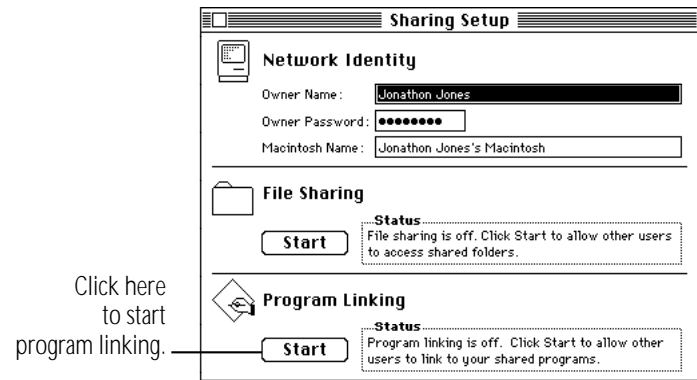 Sharing Setup
Network Identity
Owner Name:
Jonathon Jones
Owner Password: ●●●●●●●●
Macintosh Name: Jonathon Jones's Macintosh
File Sharing
Status
Start
File sharing is off. Click Start to allow other users
to access shared folders.
Click here
to start
program linking.
Program Linking
Status
Start
Program linking is off. Click Start to allow other
users to link to your shared programs.